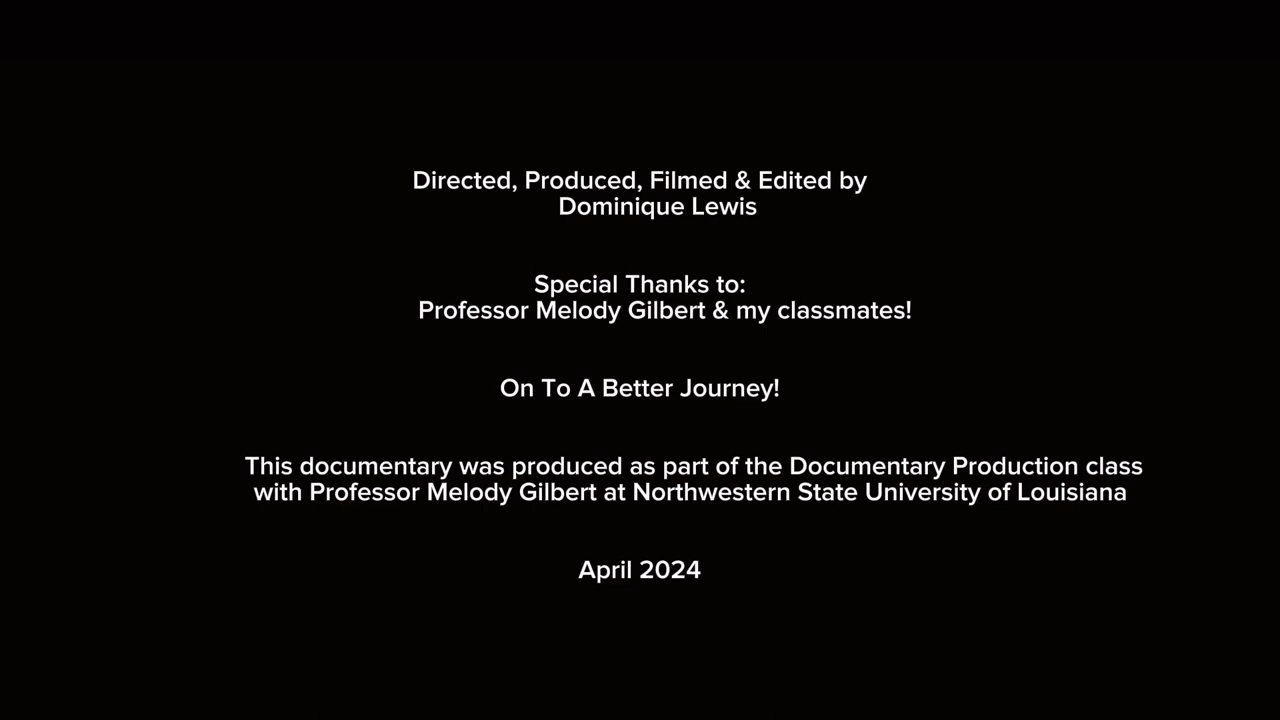 Directed, Produced, Filmed & Edited by
Dominique Lewis
Special Thanks to:
Professor Melody Gilbert & my classmates!
On To A Better Journey!
This documentary was produced as part of the Documentary Production class
with Professor Melody Gilbert at Northwestern State University of Louisiana
April 2024